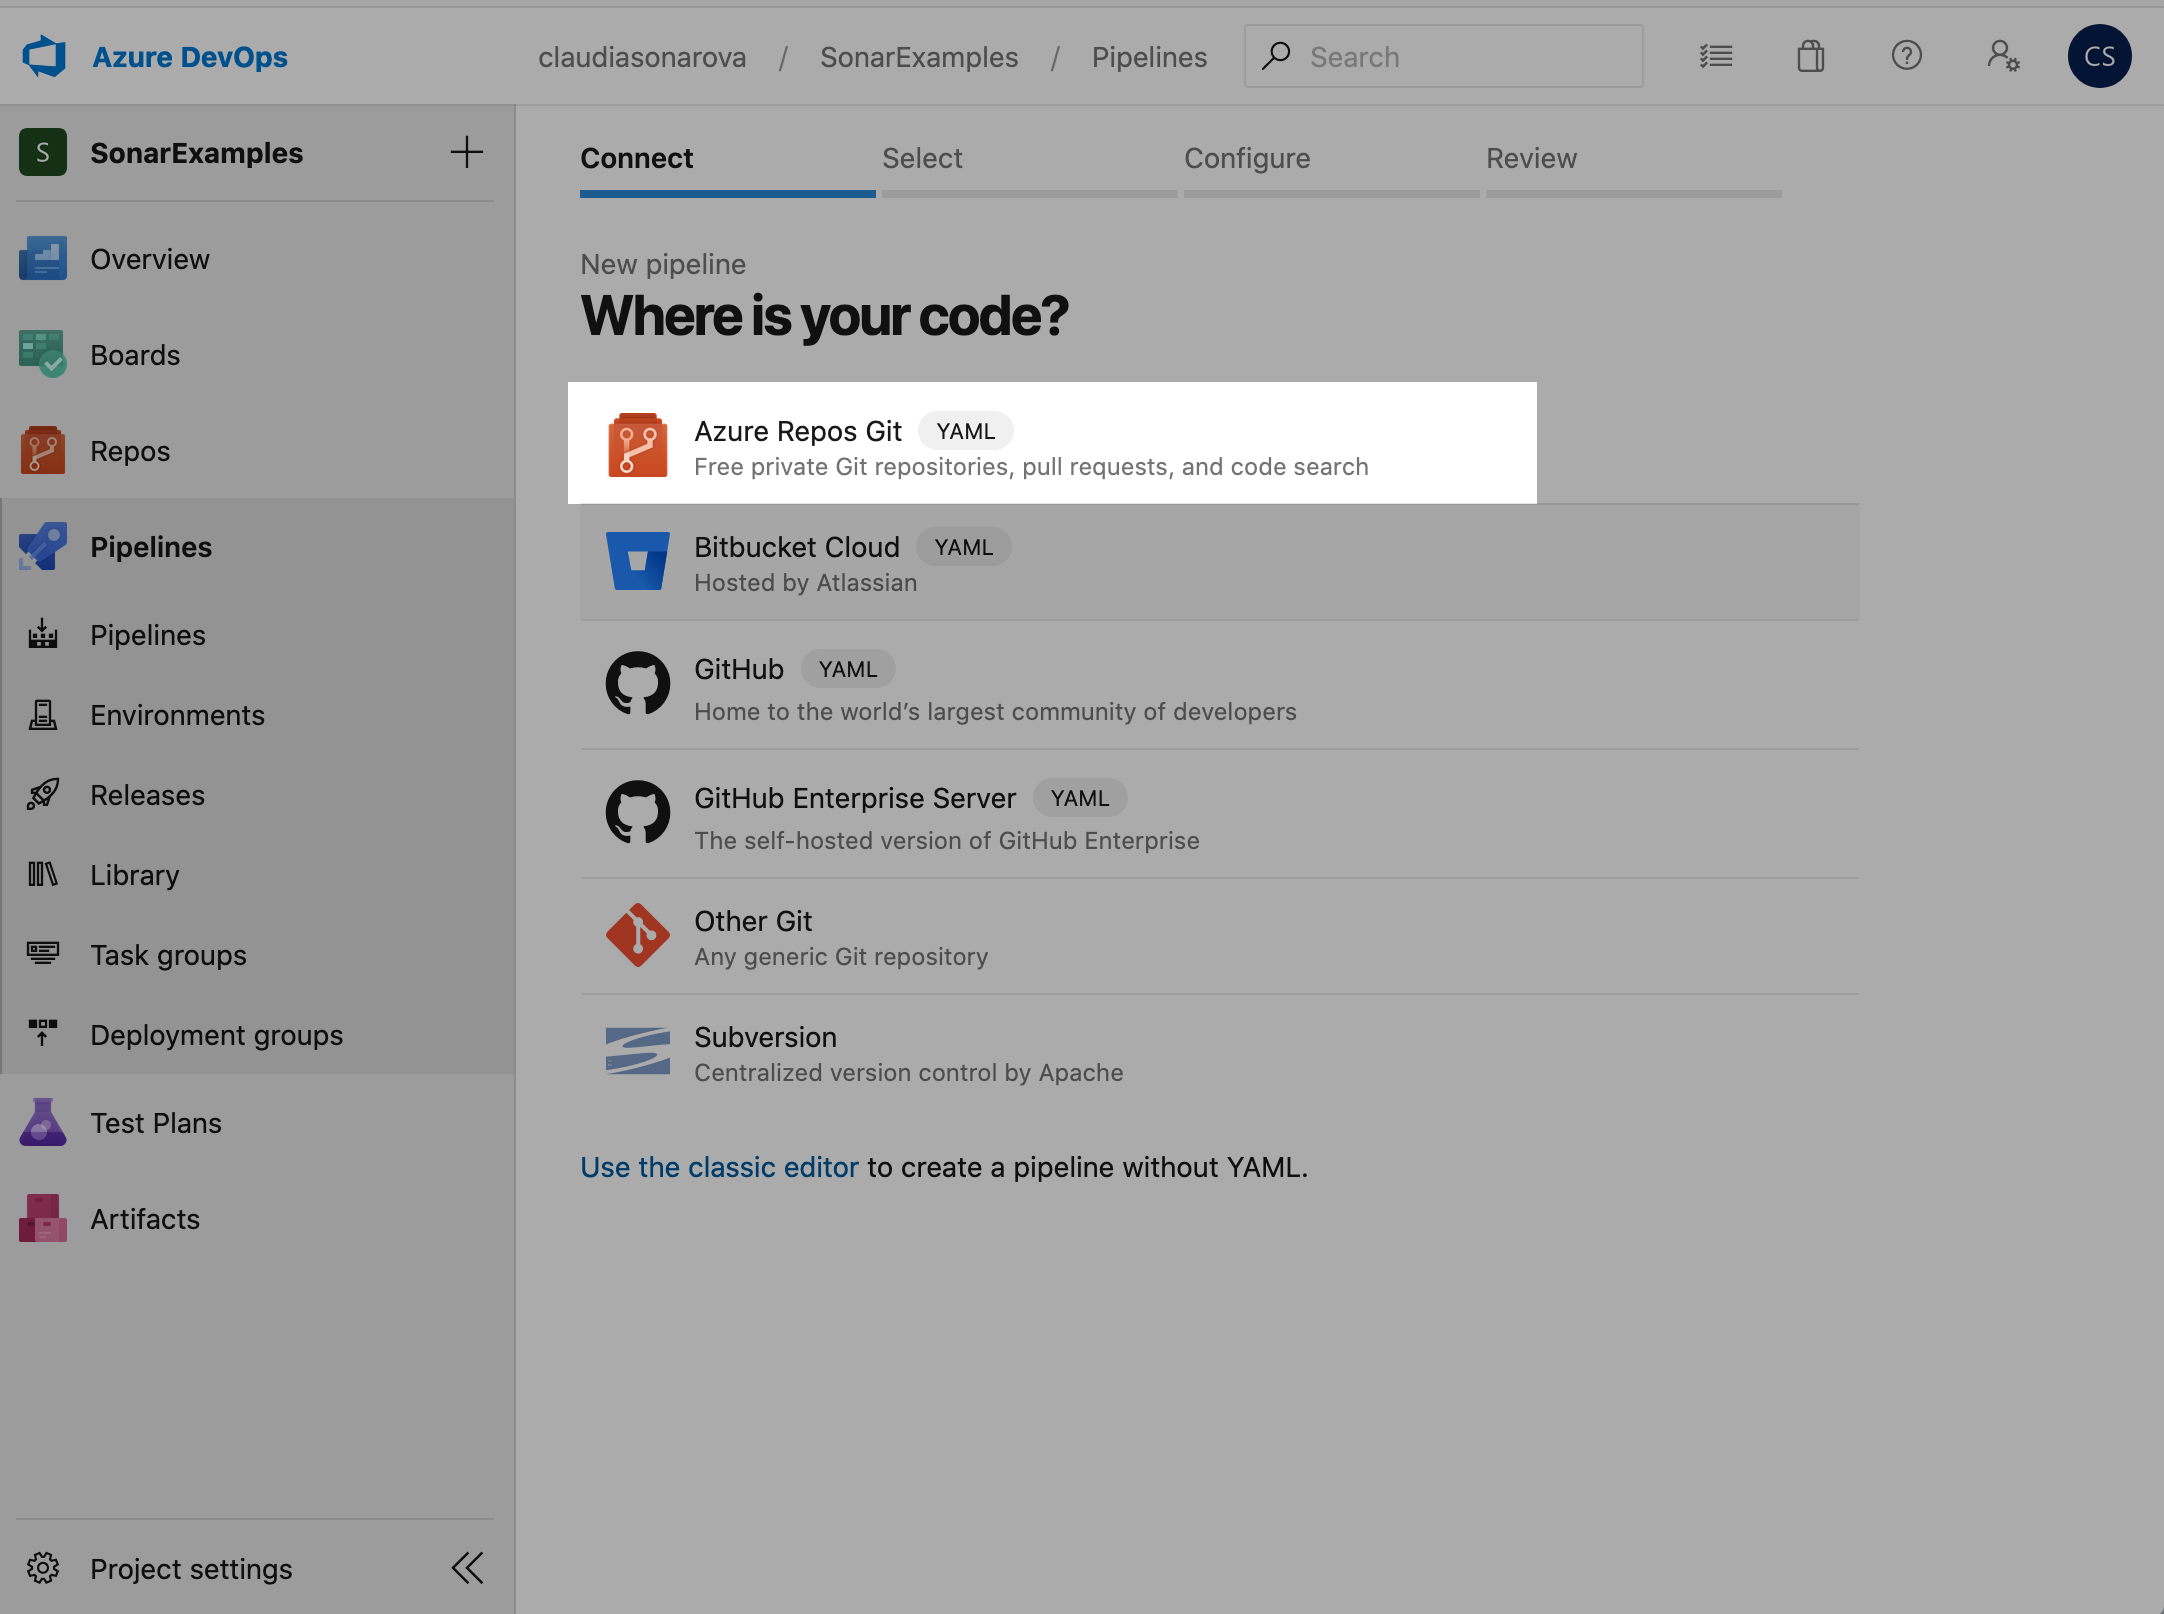 Azure DevOps
claudiasonarova / SonarExamples / Pipelines
Search
CS
S
SonarExamples
Overview
Boards
Repos
Pipelines
Pipelines
Environments
Releases
Library
Task groups
Deployment groups
Test Plans
Artifacts
Project settings
Connect
Select
Configure
Review
New pipeline
Where is your code?
Azure Repos Git YAML
Free private Git repositories, pull requests, and code search
Bitbucket Cloud YAML
Hosted by Atlassian
GitHub YAML
Home to the world’s largest community of developers
GitHub Enterprise Server YAML
The self-hosted version of GitHub Enterprise
Other Git
Any generic Git repository
Subversion
Centralized version control by Apache
Use the classic editor to create a pipeline without YAML.